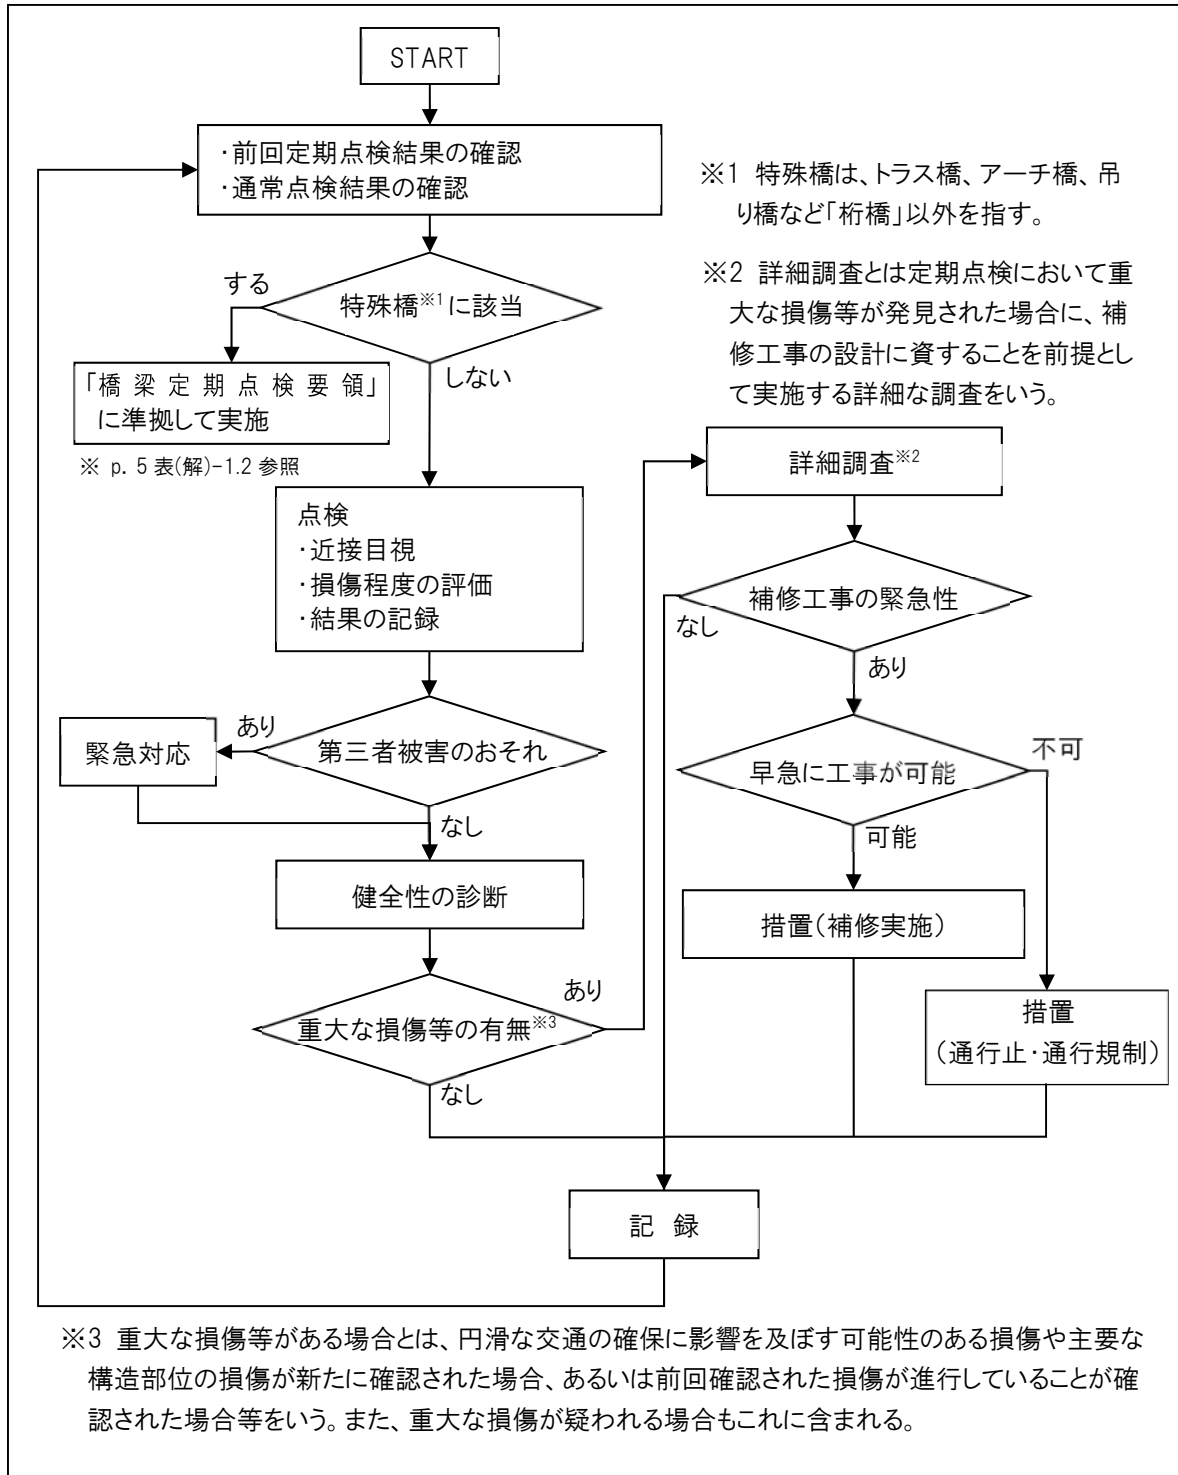 START
・前回定期点検結果の確認
・通常点検結果の確認
※1 特殊橋は、トラス橋、アーチ橋、吊
り橋など「桁橋」以外を指す。
する
特殊橋※1に該当
しない
「橋梁定期点検要領」
に準拠して実施
※ p. 5 表(解)-1.2 参照
※2 詳細調査とは定期点検において重
大な損傷等が発見された場合に、補
修工事の設計に資することを前提とし
て実施する詳細な調査をいう。
点検
・近接目視
・損傷程度の評価
・結果の記録
あり
第三者被害のおそれ
緊急対応
なし
健全性の診断
あり
重大な損傷等の有無※3
なし
詳細調査※2
補修工事の緊急性
なし
あり
不可
早急に工事が可能
可能
措置(補修実施)
措置
(通行止・通行規制)
記 録
※3 重大な損傷等がある場合とは、円滑な交通の確保に影響を及ぼす可能性のある損傷や主要な
構造部位の損傷が新たに確認された場合、あるいは前回確認された損傷が進行していることが確
認された場合等をいう。また、重大な損傷が疑われる場合もこれに含まれる。